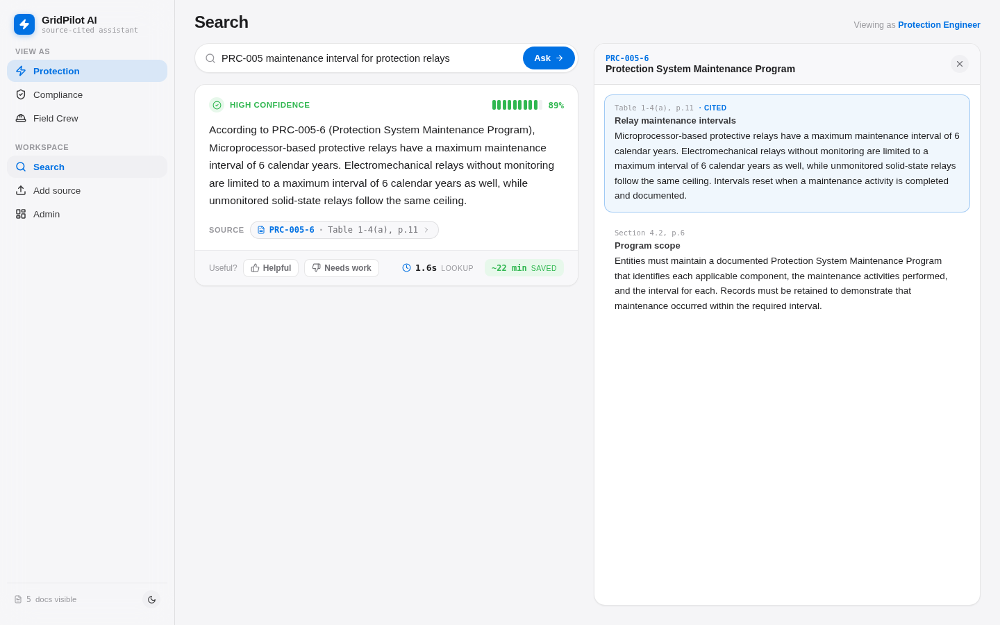 GridPilot AI
source-cited assistant
VIEW AS
Protection
Compliance
Field Crew
WORKSPACE
Search
Add source
Admin
5 docs visible
Search
Viewing as Protection Engineer
PRC-005 maintenance interval for protection relays
Ask
HIGH CONFIDENCE
89%
According to PRC-005-6 (Protection System Maintenance Program),
Microprocessor-based protective relays have a maximum maintenance
interval of 6 calendar years. Electromechanical relays without monitoring
are limited to a maximum interval of 6 calendar years as well, while
unmonitored solid-state relays follow the same ceiling.
SOURCE PRC-005-6 · Table 1-4(a), p.11
Useful? Helpful Needs work 1.6s LOOKUP ~22 min SAVED
PRC-005-6
Protection System Maintenance Program
Table 1-4(a), p.11 · CITED
Relay maintenance intervals
Microprocessor-based protective relays have a maximum maintenance interval of 6
calendar years. Electromechanical relays without monitoring are limited to a
maximum interval of 6 calendar years as well, while unmonitored solid-state relays
follow the same ceiling. Intervals reset when a maintenance activity is completed
and documented.
Section 4.2, p.6
Program scope
Entities must maintain a documented Protection System Maintenance Program
that identifies each applicable component, the maintenance activities performed,
and the interval for each. Records must be retained to demonstrate that
maintenance occurred within the required interval.